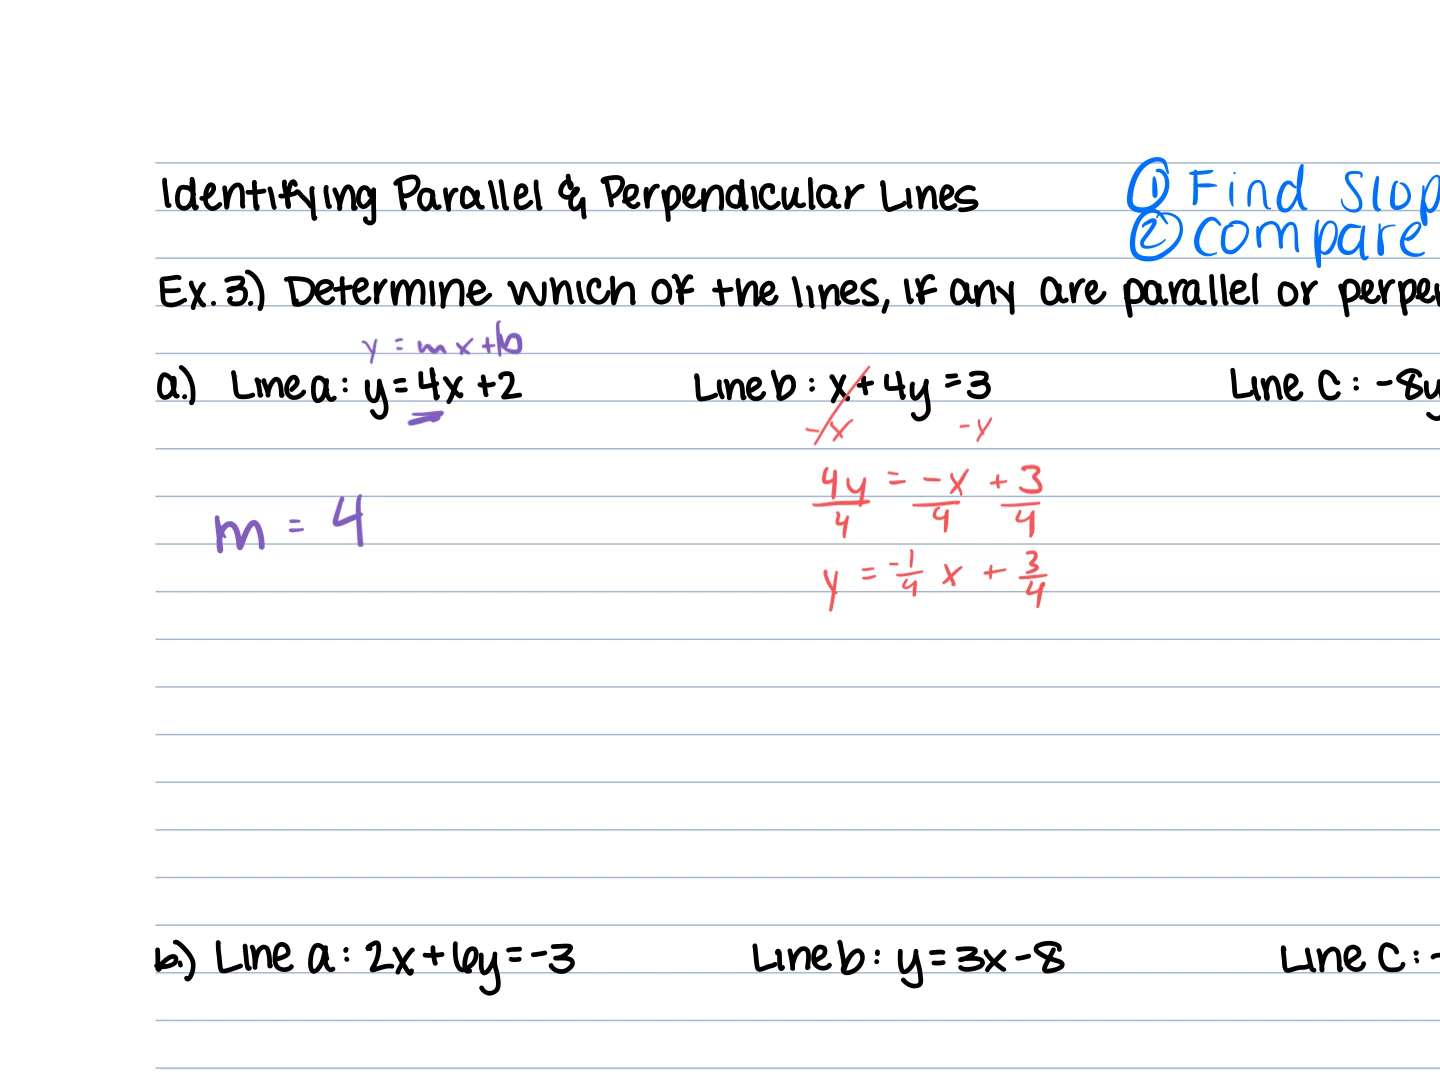 Identifying Parallel & Perpendicular Lines
① Find Slop
② Compare
Ex. 3.) Determine which of the lines, if any are parallel or perpe
y = mx+b
a.) Line a: y = 4x +2 Line b: x + 4y = 3 Line C: -8y
-x -y
4y/4 = -x/4 + 3/4
m = 4
y = -1/4 x + 3/4
b.) Line a: 2x + 6y = -3 Line b: y = 3x - 8 Line C: -